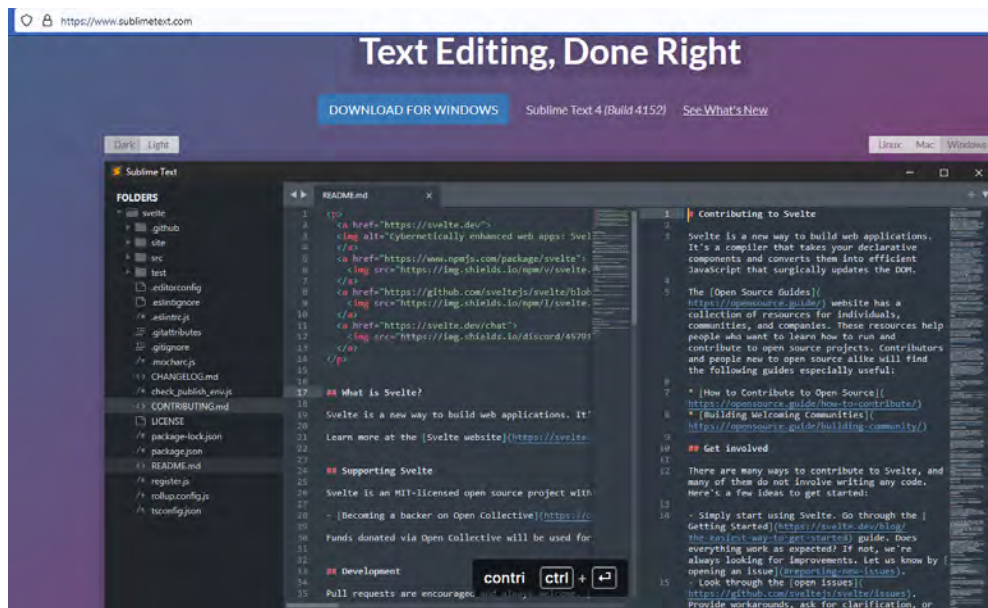 https://www.sublimetext.com
Text Editing, Done Right
DOWNLOAD FOR WINDOWS
Sublime Text 4 (Build 4152)
See What's New
Dark Light
Linux Mac Windows
Sublime Text
FOLDERS
svelte
.github
site
src
test
.editorconfig
.eslintignore
.eslintrc.js
.gitattributes
.gitignore
.mocharc.js
CHANGELOG.md
check_publish_env.js
CONTRIBUTING.md
LICENSE
package-lock.json
package.json
README.md
register.js
rollup.config.js
tsconfig.json
README.md ×
<p>
<a href="https://svelte.dev">
<img alt="Cybernetically enhanced web apps: Svel
</a>
<a href="https://www.npmjs.com/package/svelte">
<img src="https://img.shields.io/npm/v/svelte.
</a>
<a href="https://github.com/sveltejs/svelte/blob
<img src="https://img.shields.io/npm/l/svelte.
</a>
<a href="https://svelte.dev/chat">
<img src="https://img.shields.io/discord/45701
</a>
</p>
17 ## What is Svelte?
Svelte is a new way to build web applications. It'
Learn more at the [Svelte website](https://svelte.
## Supporting Svelte
Svelte is an MIT-licensed open source project with
- [Becoming a backer on Open Collective](https://
Funds donated via Open Collective will be used for
## Development
Pull requests are encouraged and always welcome.
1 # Contributing to Svelte
Svelte is a new way to build web applications.
It's a compiler that takes your declarative
components and converts them into efficient
JavaScript that surgically updates the DOM.
The [Open Source Guides](
https://opensource.guide/) website has a
collection of resources for individuals,
communities, and companies. These resources help
people who want to learn how to run and
contribute to open source projects. Contributors
and people new to open source alike will find
the following guides especially useful:
* [How to Contribute to Open Source](
https://opensource.guide/how-to-contribute/)
* [Building Welcoming Communities](
https://opensource.guide/building-community/)
## Get involved
There are many ways to contribute to Svelte, and
many of them do not involve writing any code.
Here's a few ideas to get started:
- Simply start using Svelte. Go through the [
Getting Started](https://svelte.dev/blog/
the-easiest-way-to-get-started) guide. Does
everything work as expected? If not, we're
always looking for improvements. Let us know by [
opening an issue](#reporting-new-issues).
- Look through the [open issues](
https://github.com/sveltejs/svelte/issues).
Provide workarounds, ask for clarification, or
contri ctrl + ↵